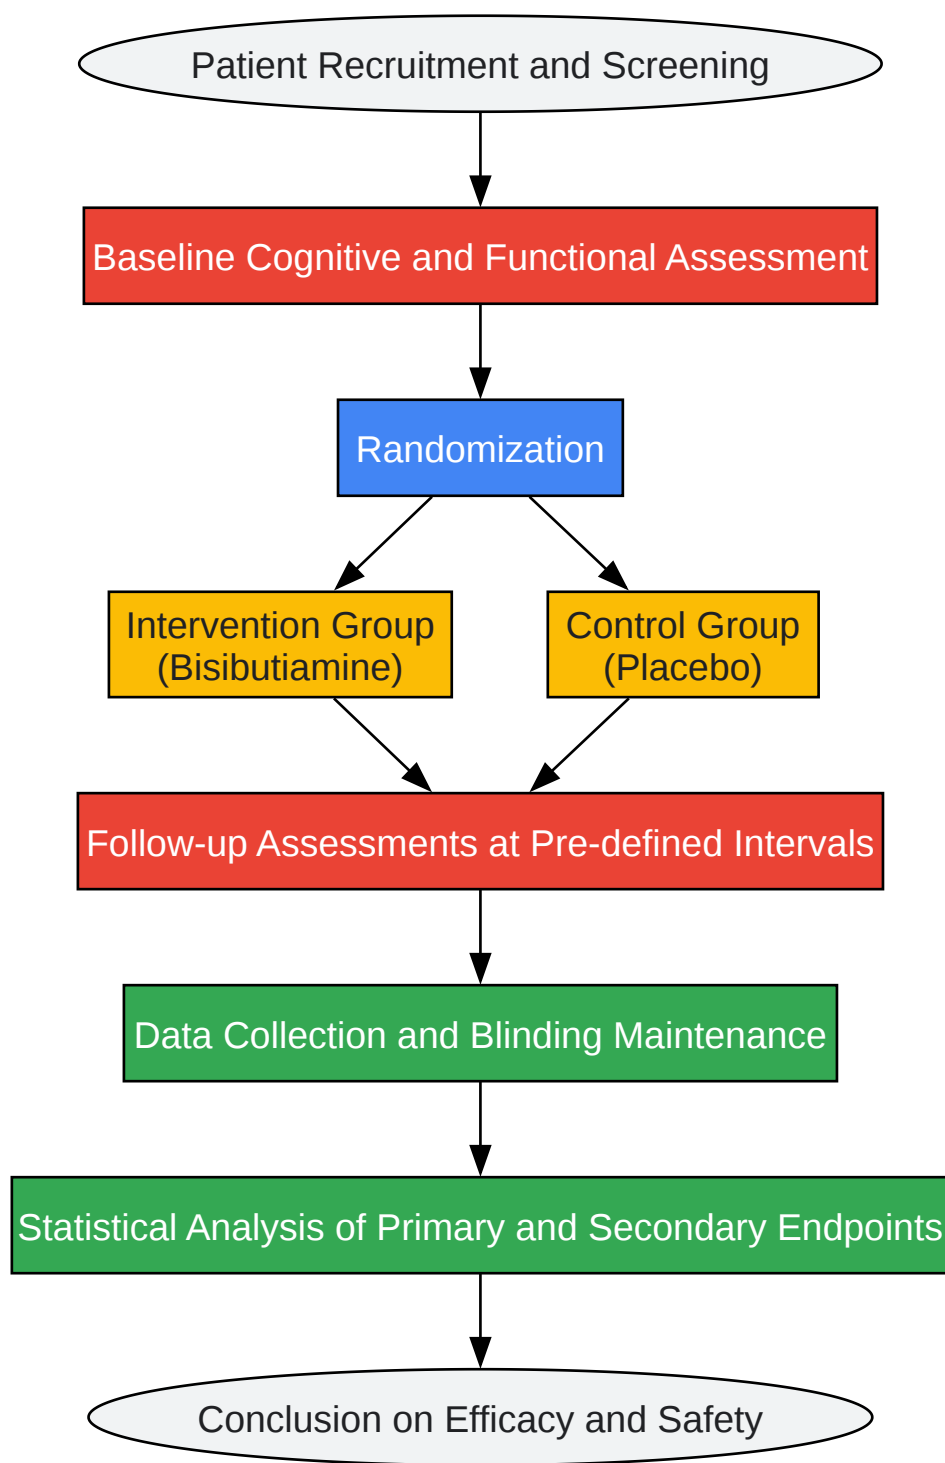 Patient Recruitment and Screening
Baseline Cognitive and Functional Assessment
Randomization
Intervention Group
(Bisibutiamine)
Control Group
(Placebo)
Follow-up Assessments at Pre-defined Intervals
Data Collection and Blinding Maintenance
Statistical Analysis of Primary and Secondary Endpoints
Conclusion on Efficacy and Safety